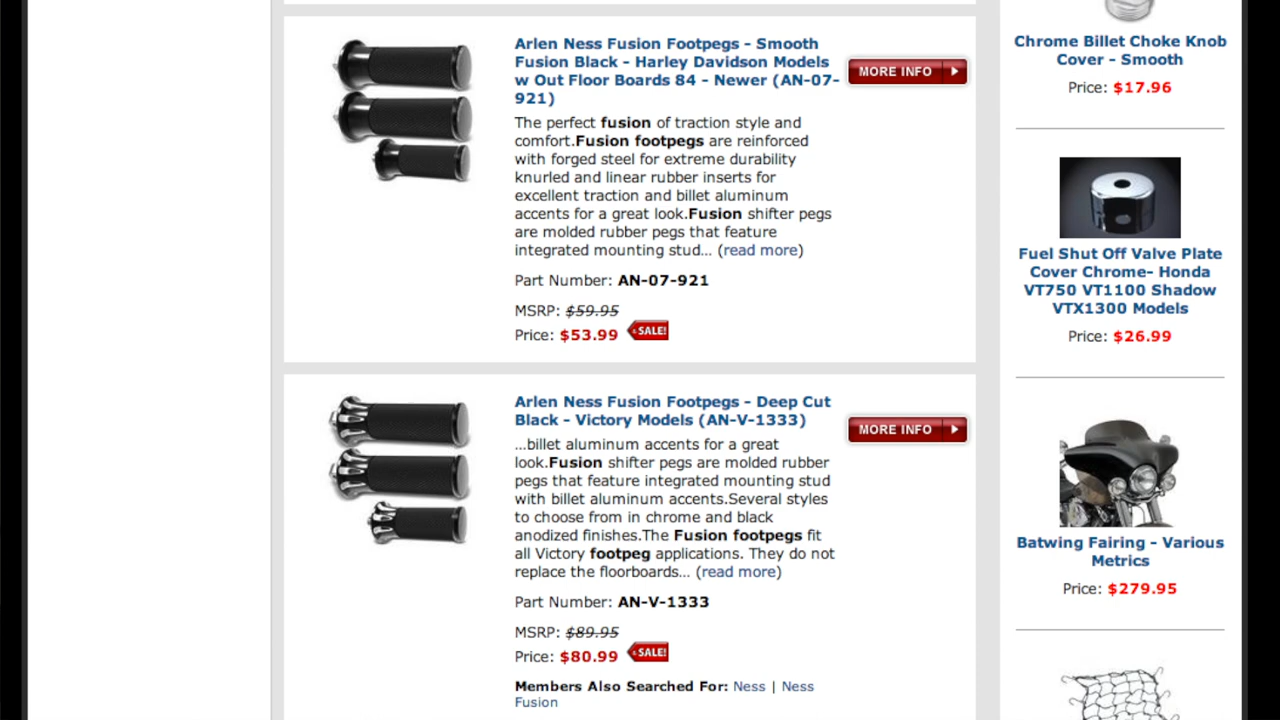 Arlen Ness Fusion Footpegs - Smooth
Fusion Black - Harley Davidson Models
w Out Floor Boards 84 - Newer (AN-07-
921)
MORE INFO
The perfect fusion of traction style and
comfort.Fusion footpegs are reinforced
with forged steel for extreme durability
knurled and linear rubber inserts for
excellent traction and billet aluminum
accents for a great look.Fusion shifter pegs
are molded rubber pegs that feature
integrated mounting stud... (read more)
Part Number: AN-07-921
MSRP: $59.95
Price: $53.99 SALE!
Arlen Ness Fusion Footpegs - Deep Cut
Black - Victory Models (AN-V-1333)
MORE INFO
...billet aluminum accents for a great
look.Fusion shifter pegs are molded rubber
pegs that feature integrated mounting stud
with billet aluminum accents.Several styles
to choose from in chrome and black
anodized finishes.The Fusion footpegs fit
all Victory footpeg applications. They do not
replace the floorboards... (read more)
Part Number: AN-V-1333
MSRP: $89.95
Price: $80.99 SALE!
Members Also Searched For: Ness | Ness
Fusion
Chrome Billet Choke Knob
Cover - Smooth
Price: $17.96
Fuel Shut Off Valve Plate
Cover Chrome- Honda
VT750 VT1100 Shadow
VTX1300 Models
Price: $26.99
Batwing Fairing - Various
Metrics
Price: $279.95